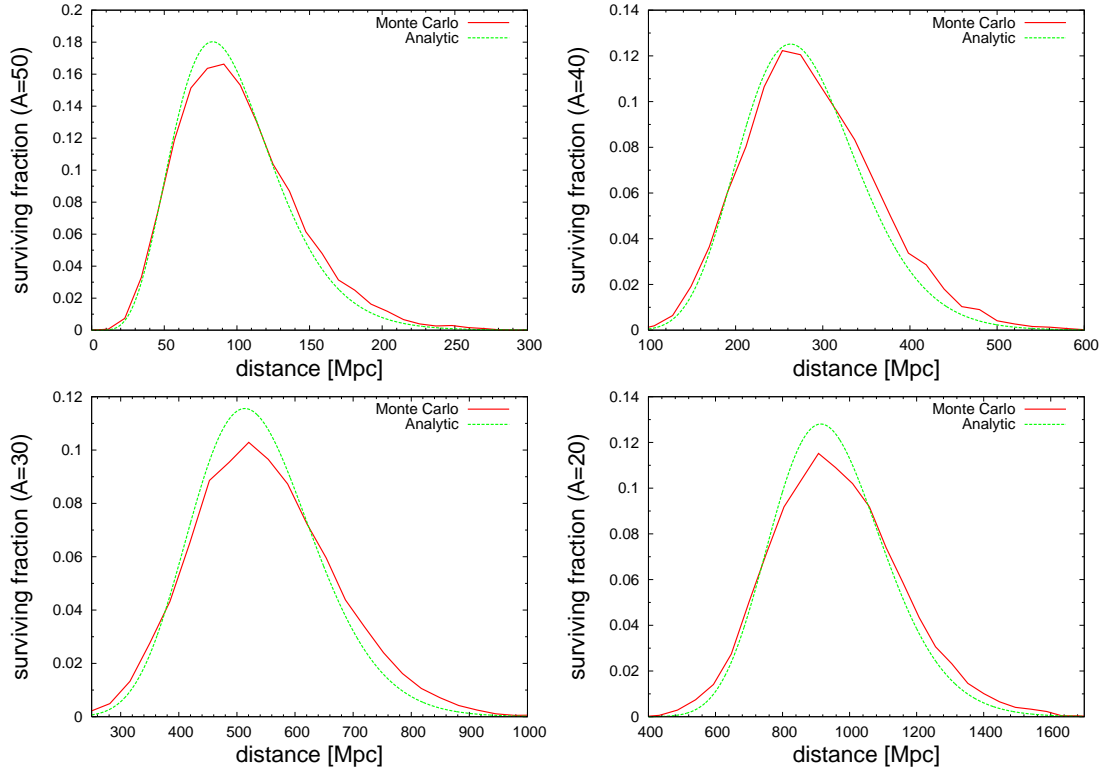 0.2
0.18
0.16
0.14
0.12
0.1
0.08
0.06
0.04
0.02
0
surviving fraction (A=50)
Monte Carlo
Analytic
0 50 100 150 200 250 300
distance [Mpc]
0.14
0.12
0.1
0.08
0.06
0.04
0.02
0
surviving fraction (A=40)
Monte Carlo
Analytic
100 200 300 400 500 600
distance [Mpc]
0.12
0.1
0.08
0.06
0.04
0.02
0
surviving fraction (A=30)
Monte Carlo
Analytic
300 400 500 600 700 800 900 1000
distance [Mpc]
0.14
0.12
0.1
0.08
0.06
0.04
0.02
0
surviving fraction (A=20)
Monte Carlo
Analytic
400 600 800 1000 1200 1400 1600
distance [Mpc]